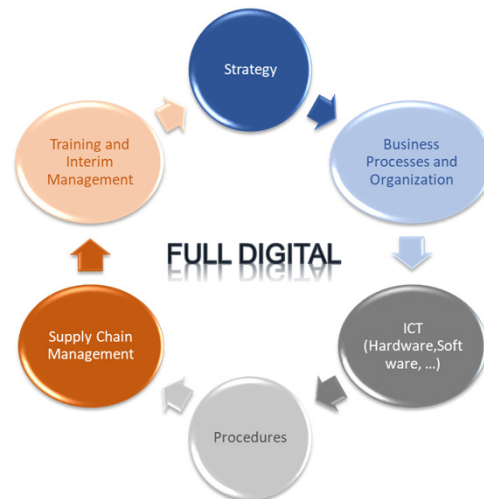 Strategy
Training and
Interim
Management
Business
Processes and
Organization
FULL DIGITAL
Supply Chain
Management
ICT
(Hardware,Soft
ware, ...)
Procedures